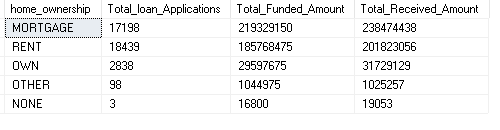 home_ownership Total_loan_Applications Total_Funded_Amount Total_Received_Amount
MORTGAGE 17198 219329150 238474438
RENT 18439 185768475 201823056
OWN 2838 29597675 31729129
OTHER 98 1044975 1025257
NONE 3 16800 19053